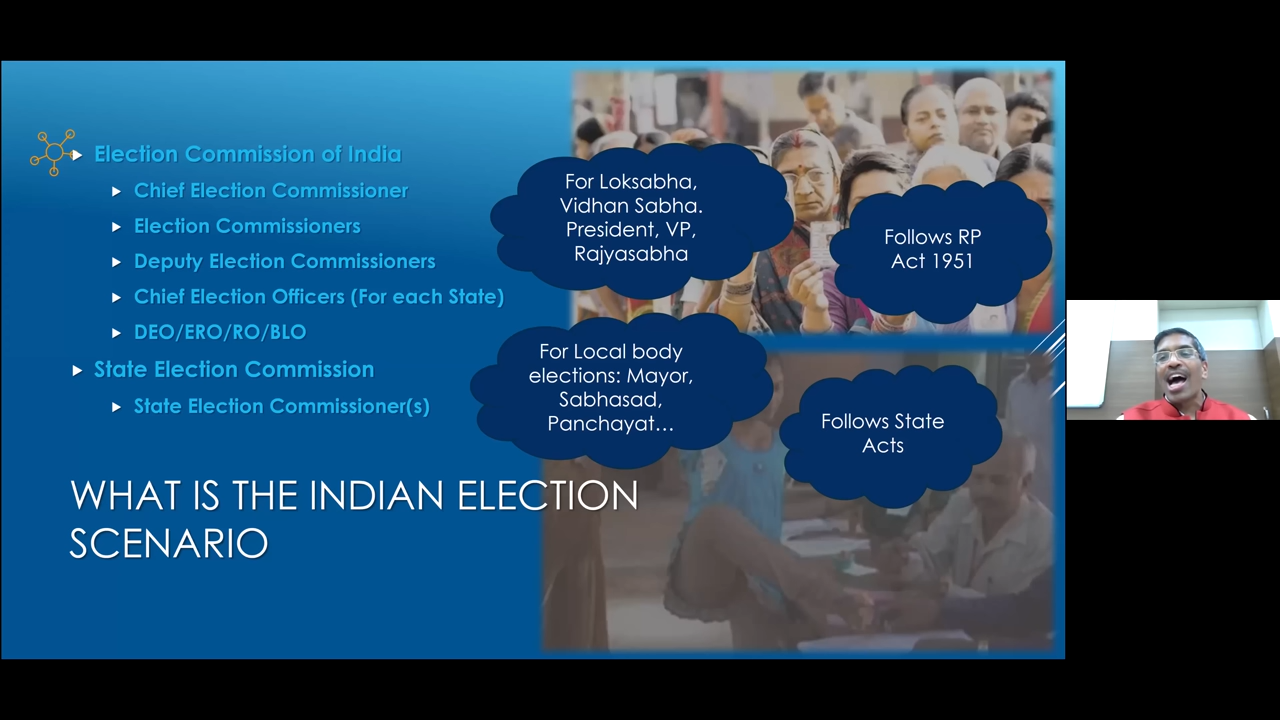 Election Commission of India
Chief Election Commissioner
Election Commissioners
Deputy Election Commissioners
Chief Election Officers (For each State)
DEO/ERO/RO/BLO
State Election Commission
State Election Commissioner(s)
For Loksabha,
Vidhan Sabha.
President, VP,
Rajyasabha
Follows RP
Act 1951
For Local body
elections: Mayor,
Sabhasad,
Panchayat…
Follows State
Acts
WHAT IS THE INDIAN ELECTION
SCENARIO